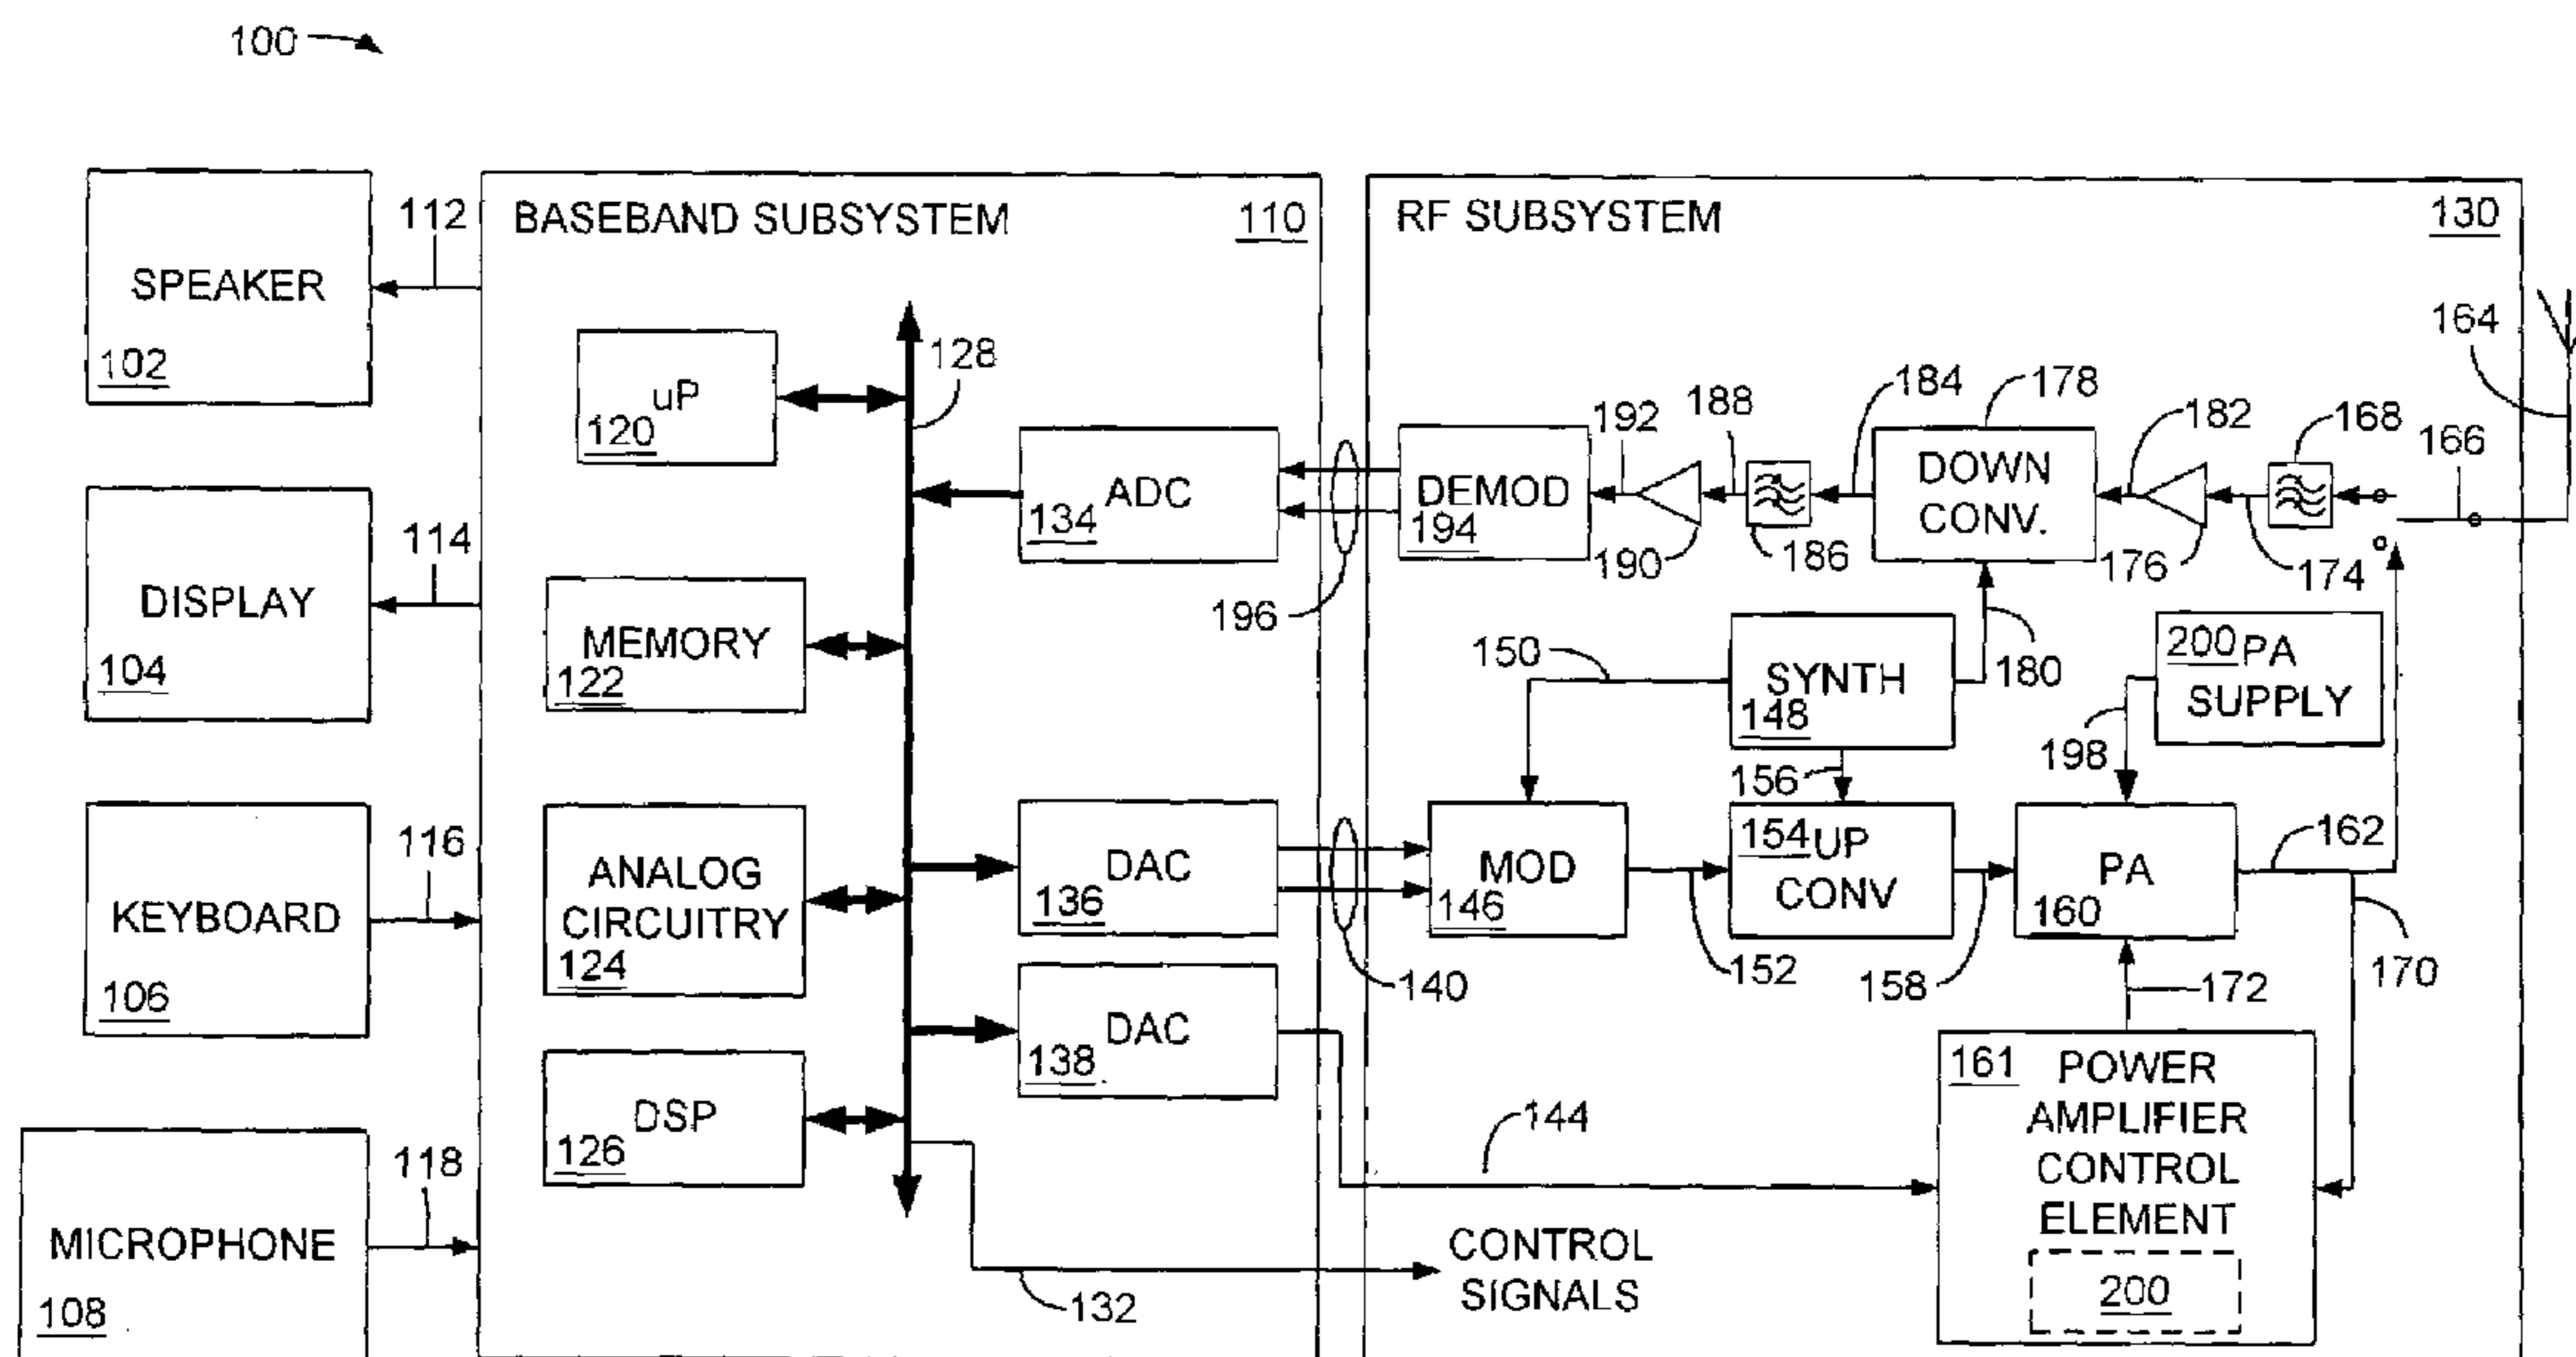 100
SPEAKER
102
112
DISPLAY
104
114
KEYBOARD
106
116
MICROPHONE
108
118
BASEBAND SUBSYSTEM
110
uP
120
128
MEMORY
122
ANALOG
CIRCUITRY
124
DSP
126
ADC
134
DAC
136
DAC
138
132
CONTROL
SIGNALS
196
140
144
RF SUBSYSTEM
130
DEMOD
194
192
190
188
186
184
DOWN
CONV.
178
182
176
174
168
166
164
150
SYNTH
148
180
156
200
PA
SUPPLY
198
MOD
146
152
154
UP
CONV
158
PA
160
162
170
172
161
POWER
AMPLIFIER
CONTROL
ELEMENT
200